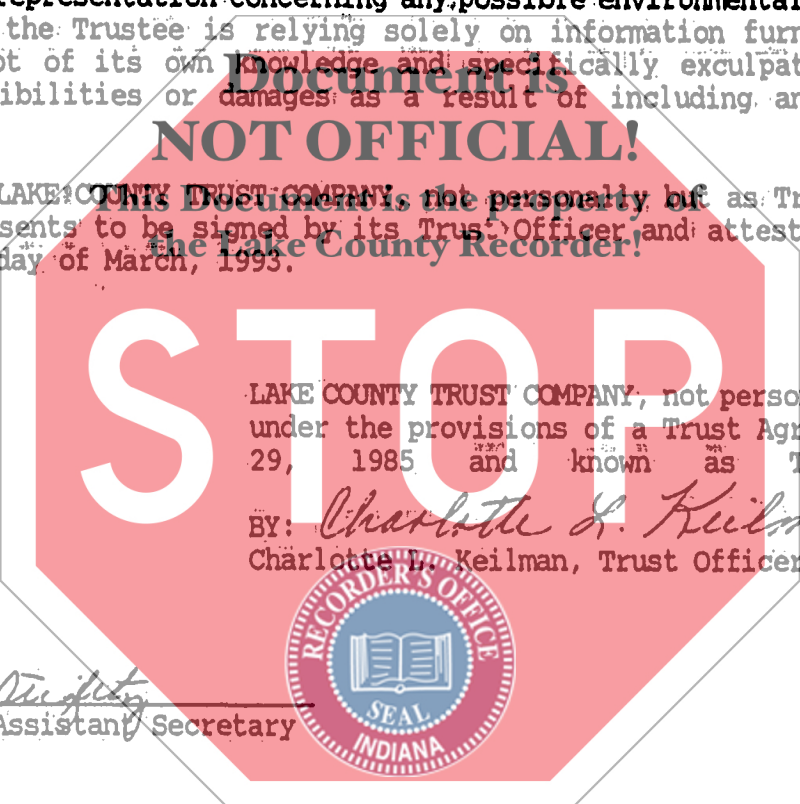 representation concerning any possible environmental
the Trustee is relying solely on information furn
ot of its own knowledge and specifically exculpat
ibilities or damages as a result of including an
Document is
NOT OFFICIAL!
This Document is the property of
the Lake County Recorder!
LAKE COUNTY TRUST COMPANY, not personally but as Tr
sents to be signed by its Trust Officer and attest
day of March, 1993.
STOP
LAKE COUNTY TRUST COMPANY, not perso
under the provisions of a Trust Agr
29, 1985 and known as T
BY: Charlotte L. Keilm
Charlotte L. Keilman, Trust Officer
RECORDER'S OFFICE
SEAL
INDIANA
Assistant Secretary